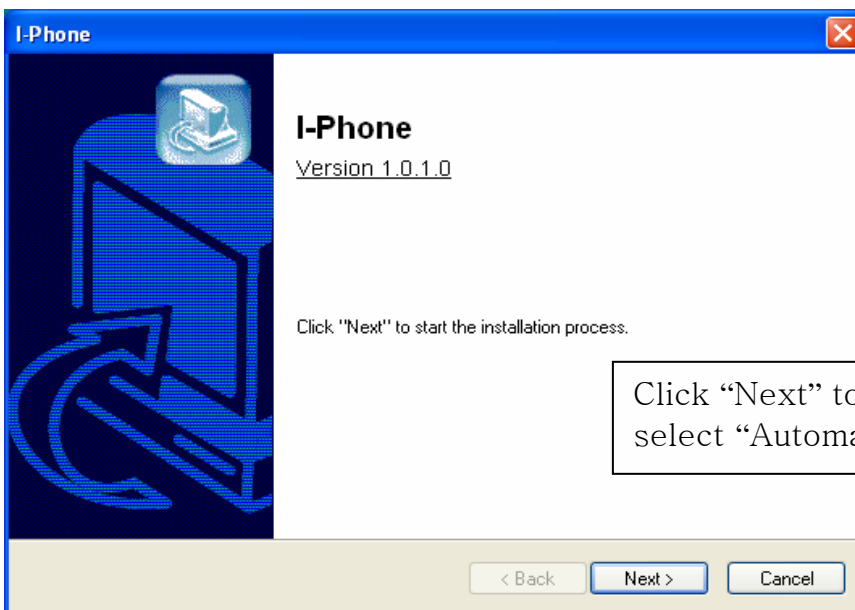 I-Phone
I-Phone
Version 1.0.1.0
Click "Next" to start the installation process.
Click “Next” to
select “Automa
< Back Next > Cancel